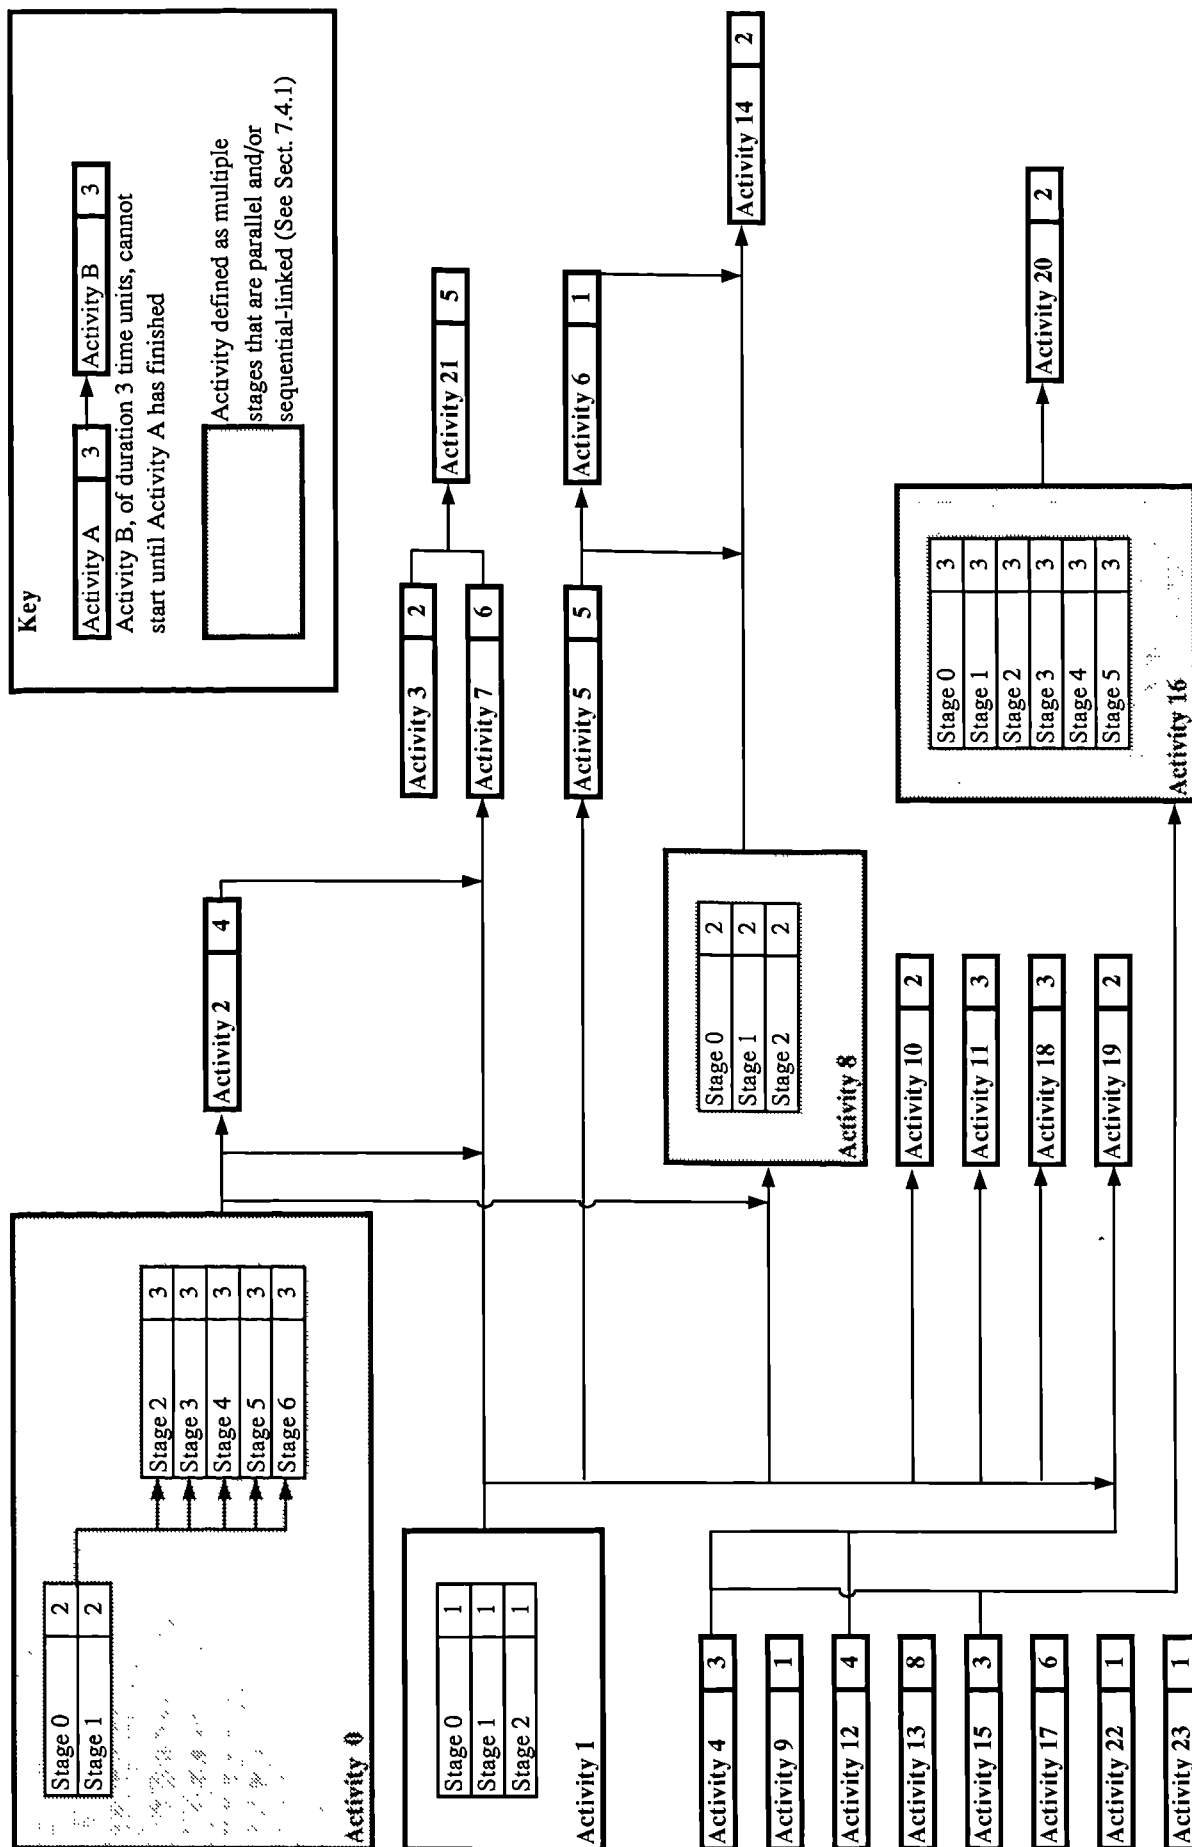 Key
Activity A 3
Activity B 3
Activity B, of duration 3 time units, cannot
start until Activity A has finished
Activity defined as multiple
stages that are parallel and/or
sequential-linked (See Sect. 7.4.1)
Stage 0 2
Stage 1 2
Stage 2 3
Stage 3 3
Stage 4 3
Stage 5 3
Stage 6 3
Activity 0
Activity 2 4
Stage 0 1
Stage 1 1
Stage 2 1
Activity 1
Activity 3 2
Activity 7 6
Activity 21 5
Activity 5 5
Activity 6 1
Activity 14 2
Stage 0 2
Stage 1 2
Stage 2 2
Activity 8
Activity 4 3
Activity 9 1
Activity 12 4
Activity 13 8
Activity 15 3
Activity 17 6
Activity 22 1
Activity 23 1
Activity 10 2
Activity 11 3
Activity 18 3
Activity 19 2
Stage 0 3
Stage 1 3
Stage 2 3
Stage 3 3
Stage 4 3
Stage 5 3
Activity 16
Activity 20 2